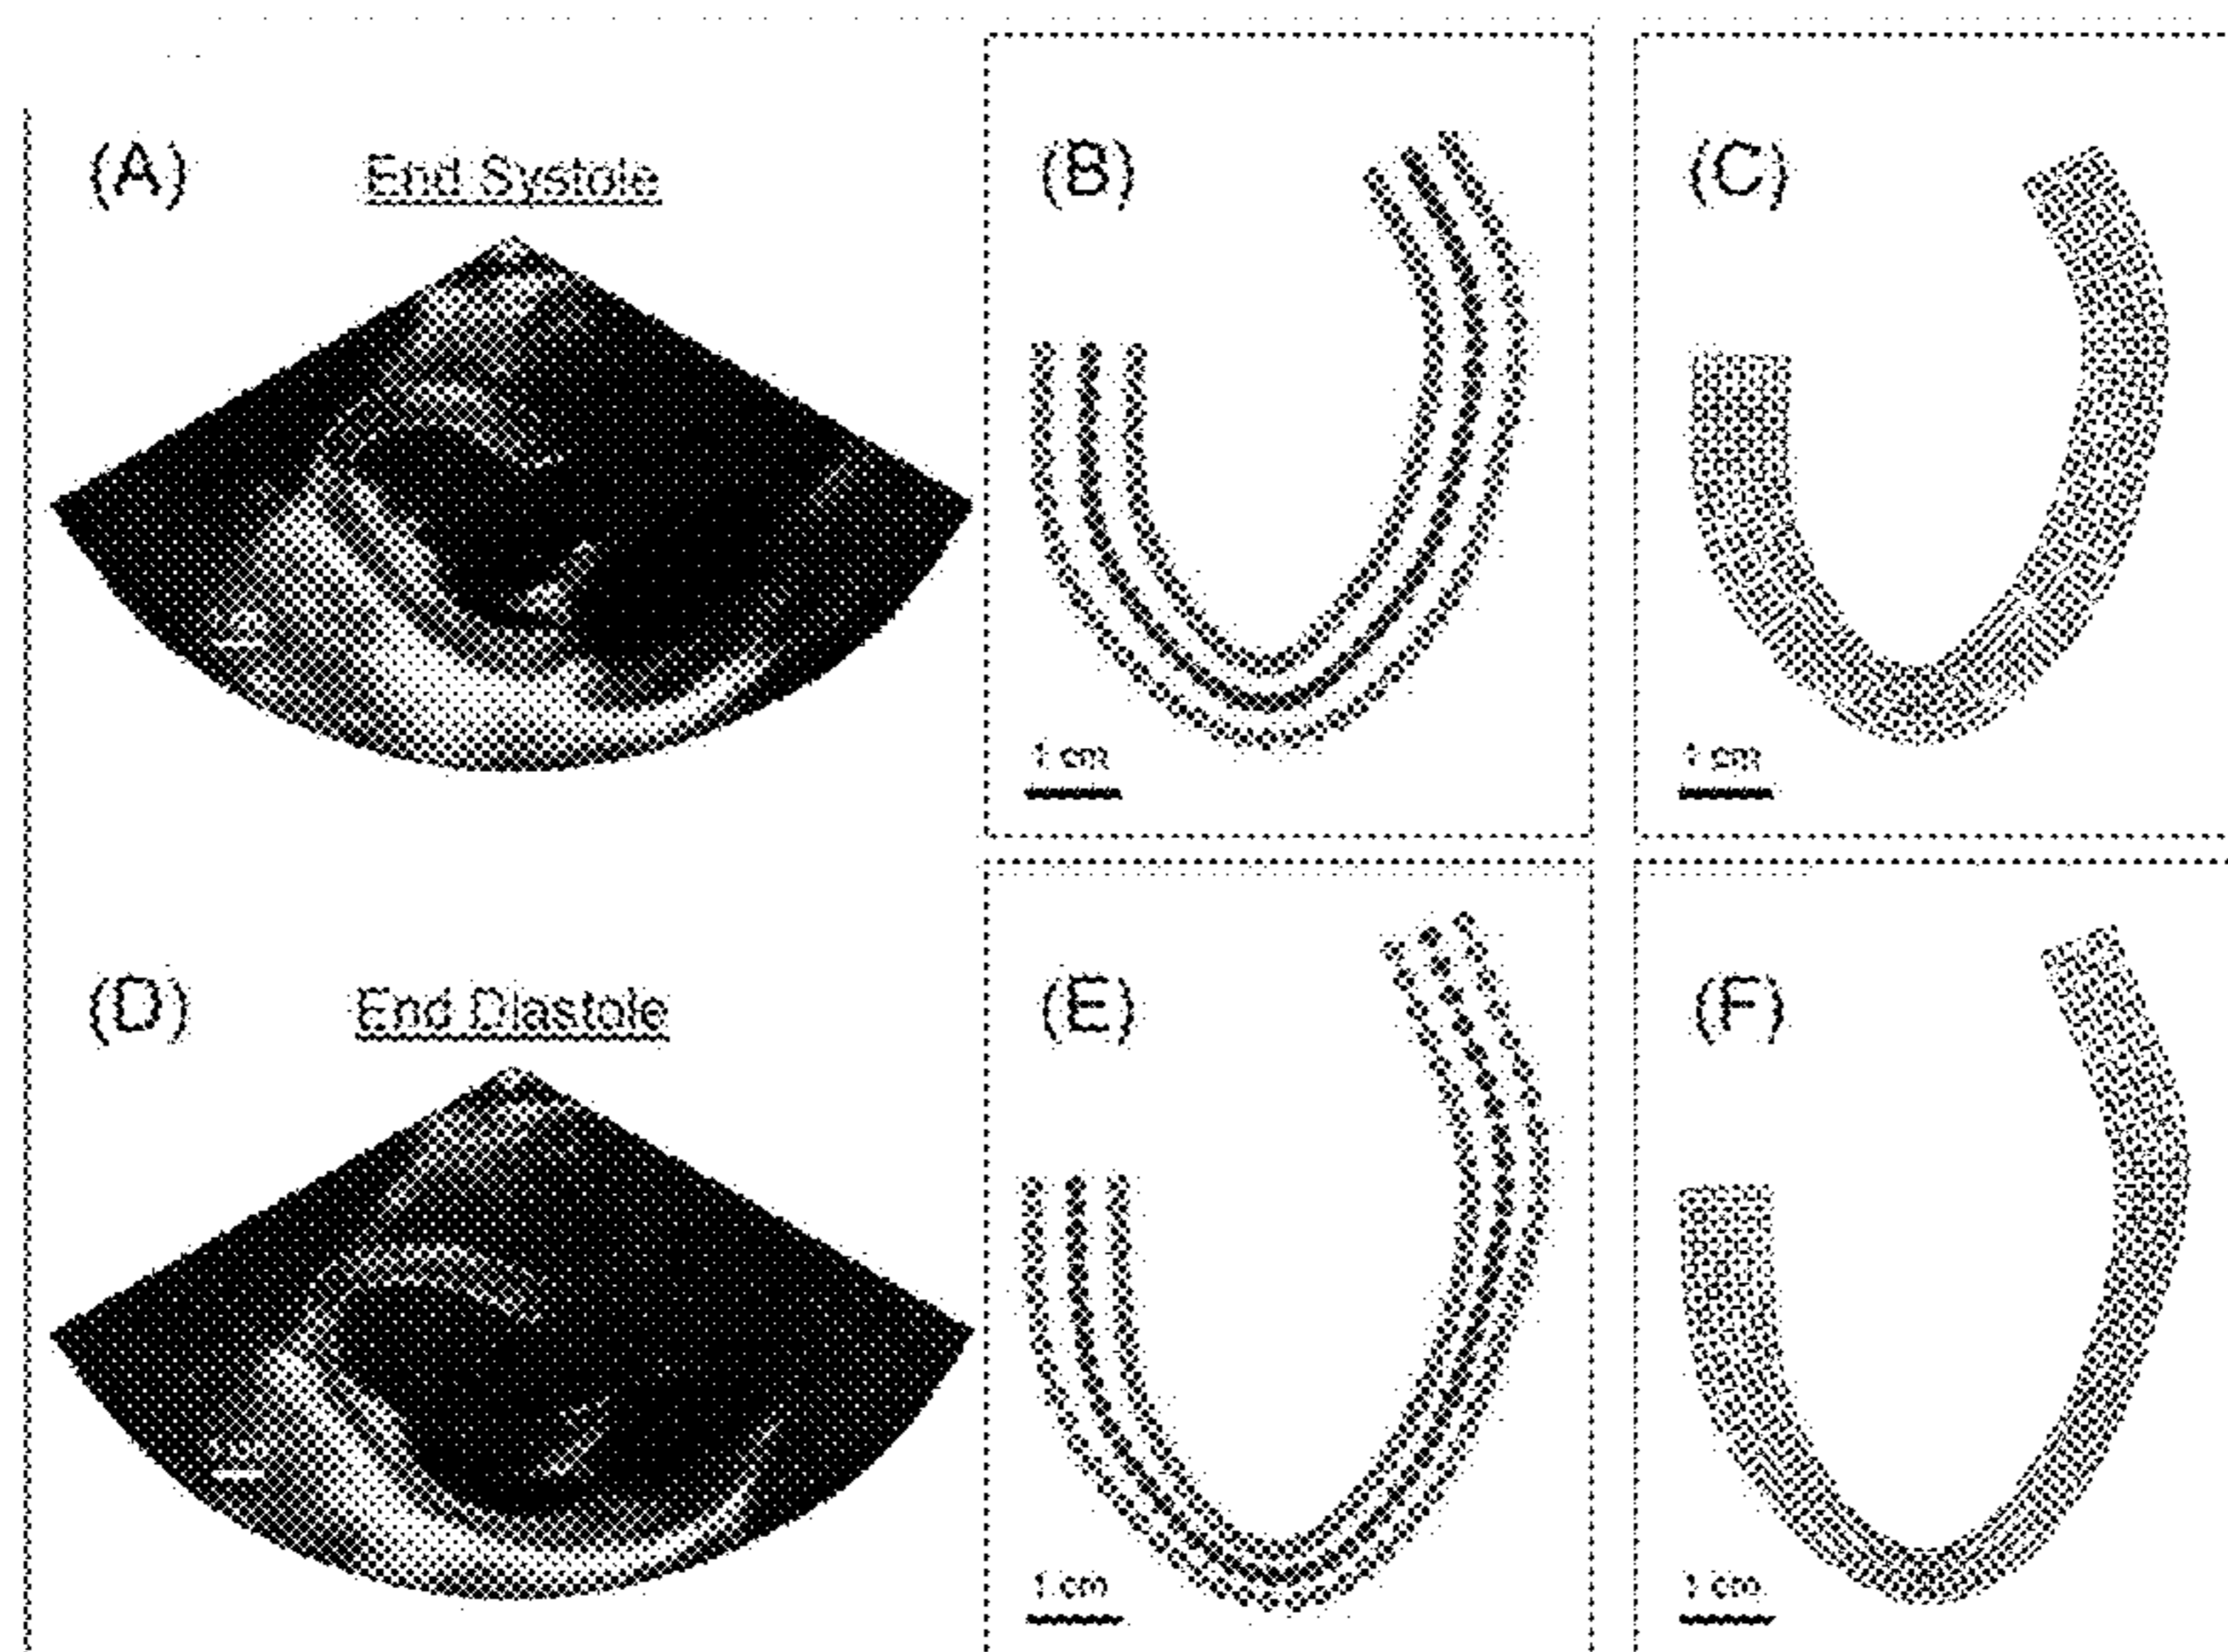 (A)
End Systole
(B)
1 cm
(C)
1 cm
(D)
End Diastole
(E)
1 cm
(F)
1 cm